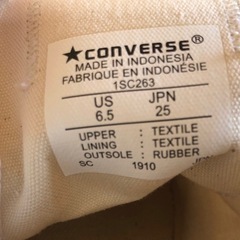 ★CONVERSE®
MADE IN INDONESIA
FABRIQUE EN INDONÉSIE
1SC263
US JPN
6.5 25
UPPER : TEXTILE
LINING : TEXTILE
OUTSOLE : RUBBER
SC 1910